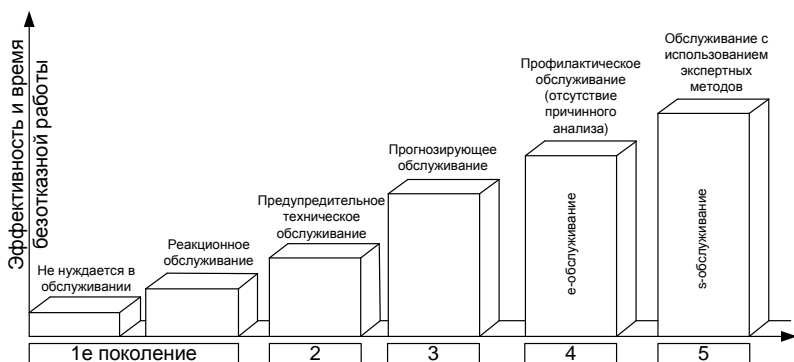 Эффективность и время
безотказной работы
Не нуждается в
обслуживании
Реакционное
обслуживание
Предупредительное
техническое
обслуживание
Прогнозирующее
обслуживание
Профилактическое
обслуживание
(отсутствие
причинного
анализа)
Обслуживание с
использованием
экспертных
методов
е-обслуживание
s-обслуживание
1е поколение
2
3
4
5